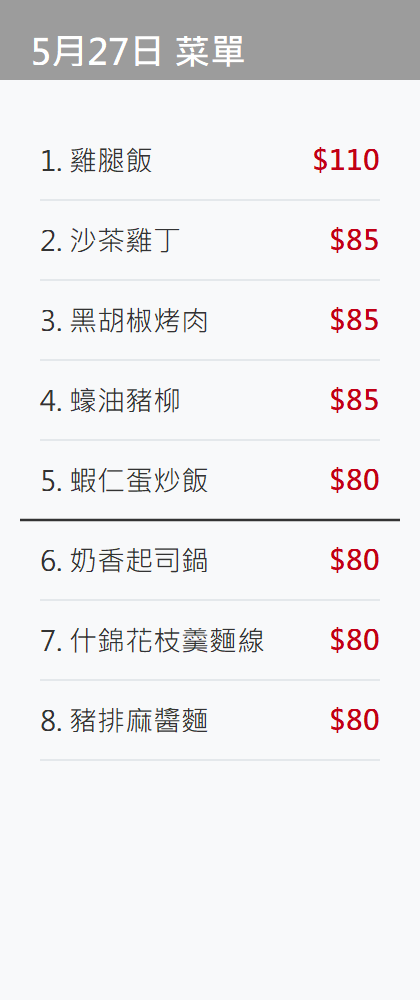 5月27日 菜單
1. 雞腿飯 $110
2. 沙茶雞丁 $85
3. 黑胡椒烤肉 $85
4. 蠔油豬柳 $85
5. 蝦仁蛋炒飯 $80
6. 奶香起司鍋 $80
7. 什錦花枝羹麵線 $80
8. 豬排麻醬麵 $80